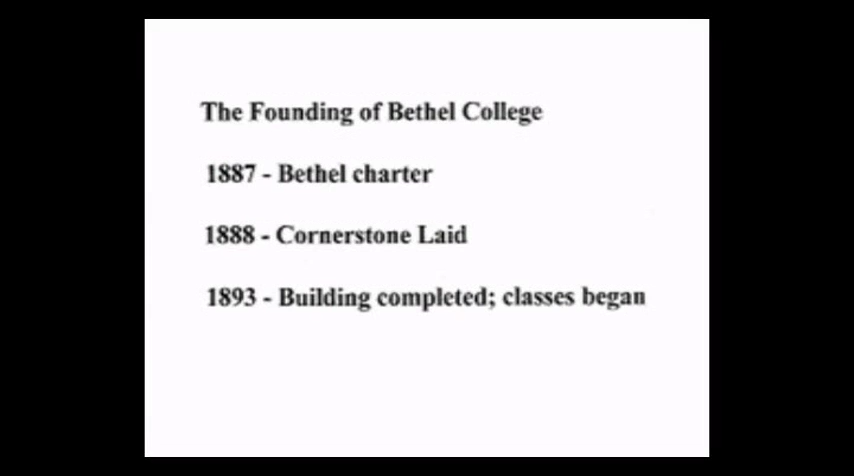 The Founding of Bethel College
1887 - Bethel charter
1888 - Cornerstone Laid
1893 - Building completed; classes began